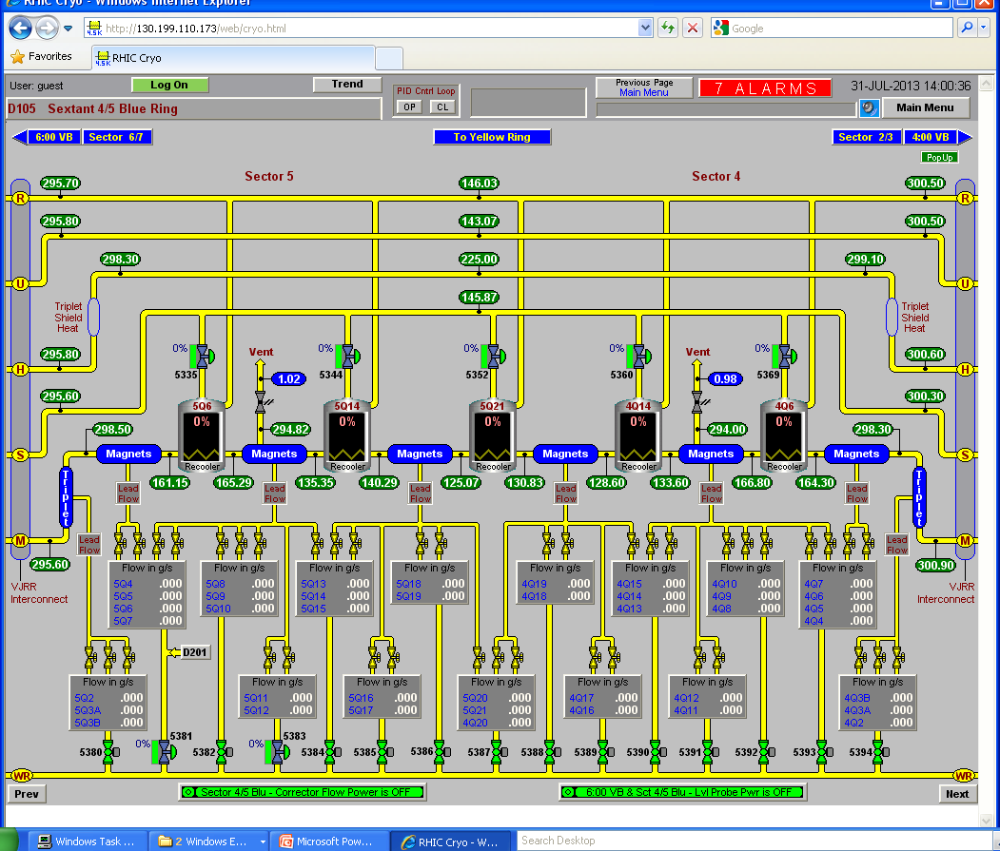 RHIC Cryo - Windows Internet Explorer
http://130.199.110.173/web/cryo.html
Google
Favorites
RHIC Cryo
User: guest
Log On
Trend
PID Cntrl Loop
OP CL
Previous Page
Main Menu
7 ALARMS
31-JUL-2013 14:00:36
D105 Sextant 4/5 Blue Ring
Main Menu
6:00 VB Sector 6/7
To Yellow Ring
Sector 2/3 4:00 VB
PopUp
Sector 5
Sector 4
295.70 146.03 300.50
R R
295.80 143.07 300.50
298.30 225.00 299.10
U U
145.87
Triplet
Shield
Heat
Triplet
Shield
Heat
295.80 0% 0% 0% 0% 0% 300.60
Vent Vent
H H
5335 5344 5352 5360 5369
1.02 0.98
295.60 300.30
5Q6 5Q14 5Q21 4Q14 4Q6
0% 0% 0% 0% 0%
298.50 294.82 294.00 298.30
S Magnets Magnets Magnets Magnets Magnets Magnets S
Recooler Recooler Recooler Recooler Recooler
161.15 165.29 135.35 140.29 125.07 130.83 128.60 133.60 166.80 164.30
Triplet
Triplet
Lead
Flow
Lead
Flow
Lead
Flow
Lead
Flow
Lead
Flow
Lead
Flow
M M
Lead
Flow
Lead
Flow
295.60 300.90
VJRR
Interconnect
VJRR
Interconnect
Flow in g/s
5Q4 .000
5Q5 .000
5Q6 .000
5Q7 .000
Flow in g/s
5Q8 .000
5Q9 .000
5Q10 .000
Flow in g/s
5Q13 .000
5Q14 .000
5Q15 .000
Flow in g/s
5Q18 .000
5Q19 .000
Flow in g/s
4Q19 .000
4Q18 .000
Flow in g/s
4Q15 .000
4Q14 .000
4Q13 .000
Flow in g/s
4Q10 .000
4Q9 .000
4Q8 .000
Flow in g/s
4Q7 .000
4Q6 .000
4Q5 .000
4Q4 .000
D201
Flow in g/s
5Q2 .000
5Q3A .000
5Q3B .000
Flow in g/s
5Q11 .000
5Q12 .000
Flow in g/s
5Q16 .000
5Q17 .000
Flow in g/s
5Q20 .000
5Q21 .000
4Q20 .000
Flow in g/s
4Q17 .000
4Q16 .000
Flow in g/s
4Q12 .000
4Q11 .000
Flow in g/s
4Q3B .000
4Q3A .000
4Q2 .000
5381 5383
0% 0%
5380 5382 5384 5385 5386 5387 5388 5389 5390 5391 5392 5393 5394
WR WR
Prev
Sector 4/5 Blu - Corrector Flow Power is OFF
6:00 VB & Sct 4/5 Blu - Lvl Probe Pwr is OFF
Next
Windows Task ...
2 Windows E...
Microsoft Pow...
RHIC Cryo - W...
Search Desktop